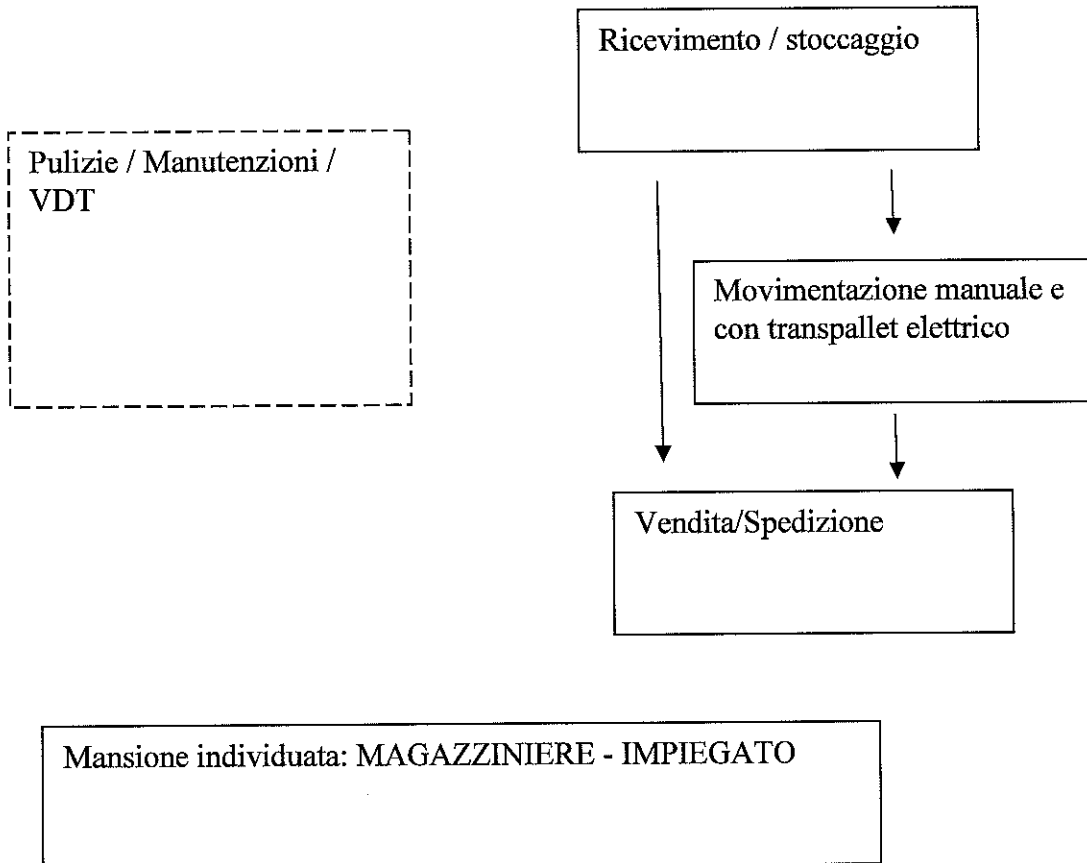 Ricevimento / stoccaggio
Pulizie / Manutenzioni /
VDT
Movimentazione manuale e
con transpallet elettrico
Vendita/Spedizione
Mansione individuata: MAGAZZINIERE - IMPIEGATO